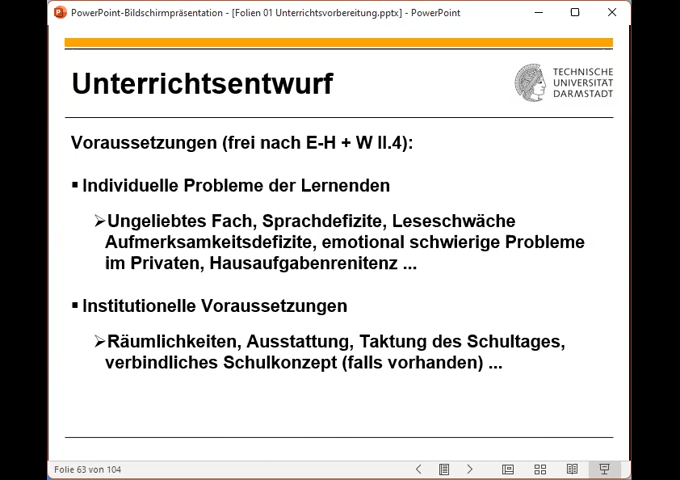 PowerPoint-Bildschirmpräsentation - [Folien 01 Unterrichtsvorbereitung.pptx] - PowerPoint
Unterrichtsentwurf
TECHNISCHE
UNIVERSITÄT
DARMSTADT
Voraussetzungen (frei nach E-H + W II.4):
▪ Individuelle Probleme der Lernenden
➢Ungeliebtes Fach, Sprachdefizite, Leseschwäche
Aufmerksamkeitsdefizite, emotional schwierige Probleme
im Privaten, Hausaufgabenrenitenz ...
▪ Institutionelle Voraussetzungen
➢Räumlichkeiten, Ausstattung, Taktung des Schultages,
verbindliches Schulkonzept (falls vorhanden) ...
Folie 63 von 104